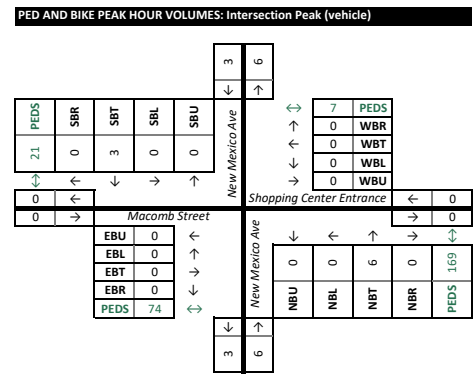 PED AND BIKE PEAK HOUR VOLUMES: Intersection Peak (vehicle)
3 6
↓ ↑
PEDS SBR SBT SBL SBU
21 0 3 0 0
↕ ← ↓ → ↑
New Mexico Ave
↔ 7 PEDS
↑ 0 WBR
← 0 WBT
↓ 0 WBL
↓ 0 WBU
0 ←
0 →
Shopping Center Entrance
← 0
→ 0
Macomb Street
EBU 0 ←
EBL 0 ↑
EBT 0 →
EBR 0 ↓
PEDS 74 ↔
New Mexico Ave
↓ ← ↑ → ↕
0 0 6 0 169
NBU NBL NBT NBR PEDS
↓ ↑
3 6